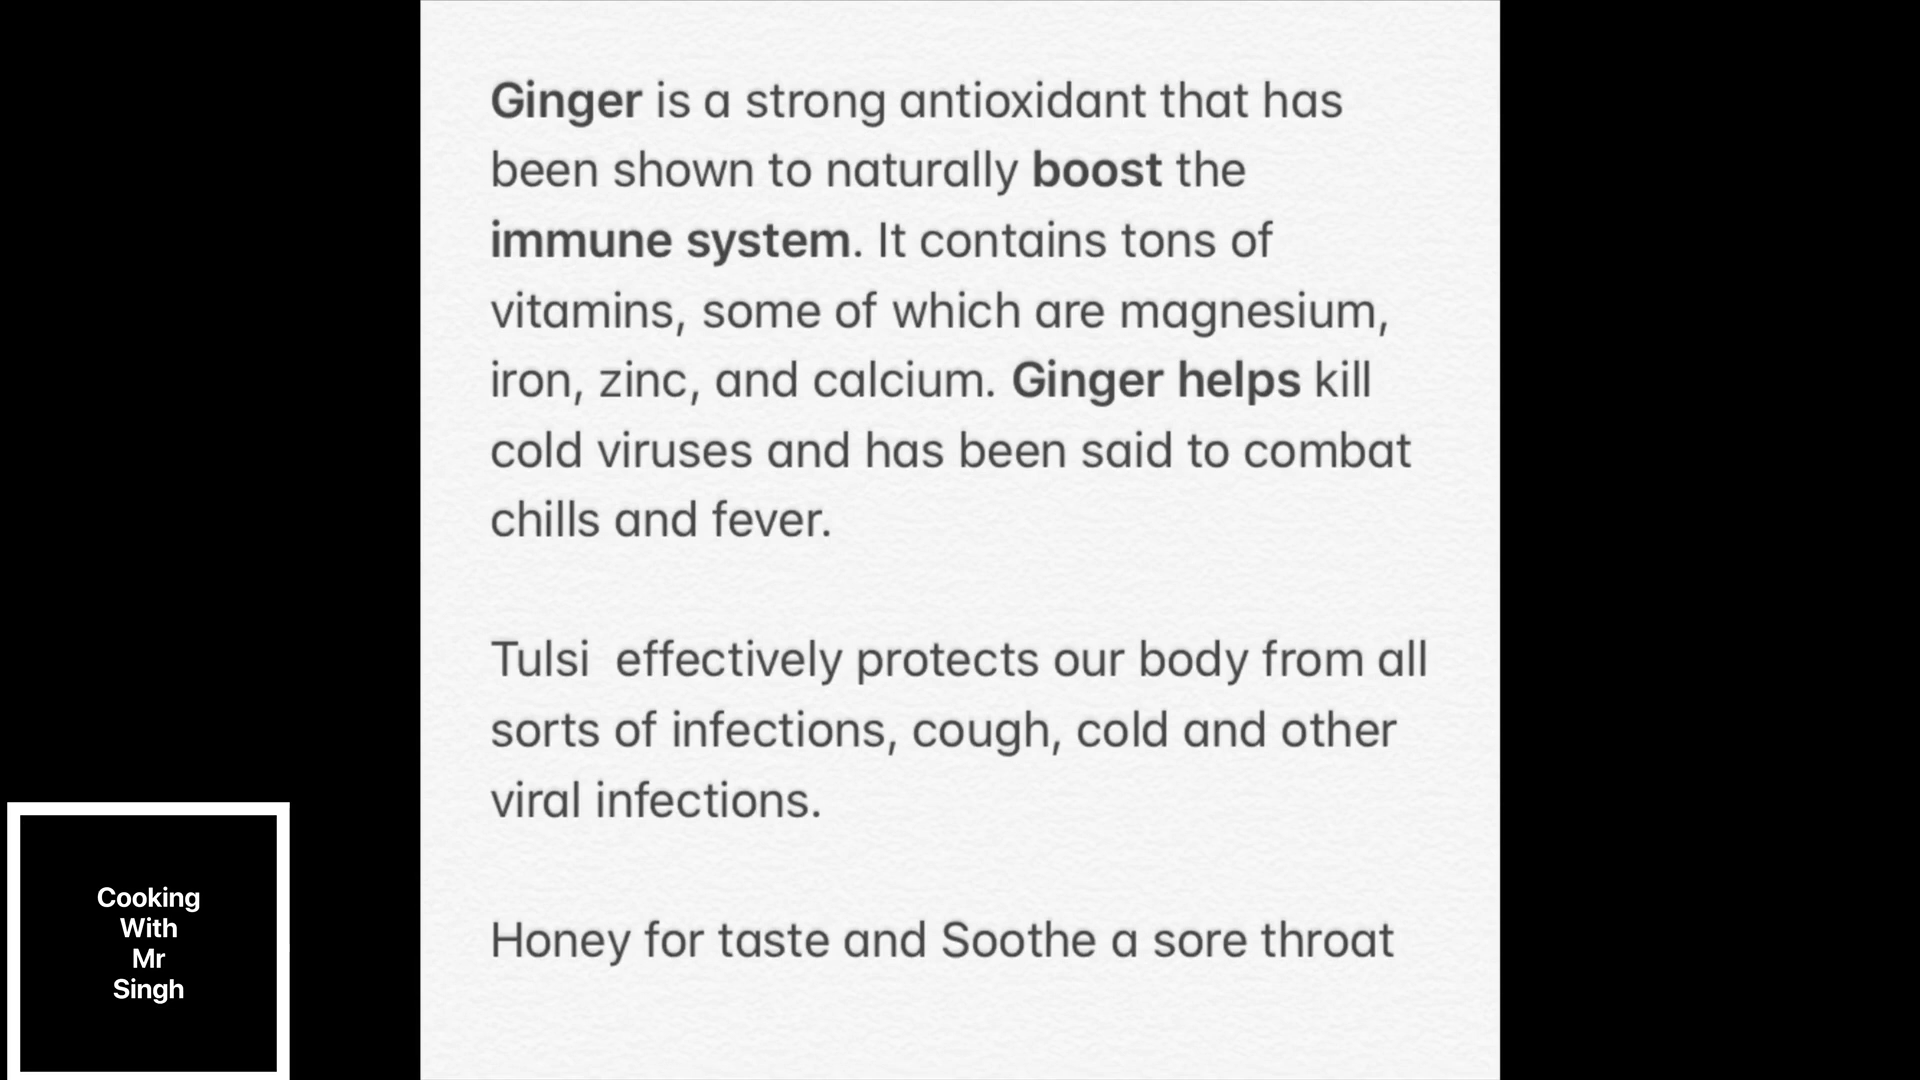 Ginger is a strong antioxidant that has
been shown to naturally boost the
immune system. It contains tons of
vitamins, some of which are magnesium,
iron, zinc, and calcium. Ginger helps kill
cold viruses and has been said to combat
chills and fever.
Tulsi  effectively protects our body from all
sorts of infections, cough, cold and other
viral infections.
Honey for taste and Soothe a sore throat
Cooking
With
Mr
Singh